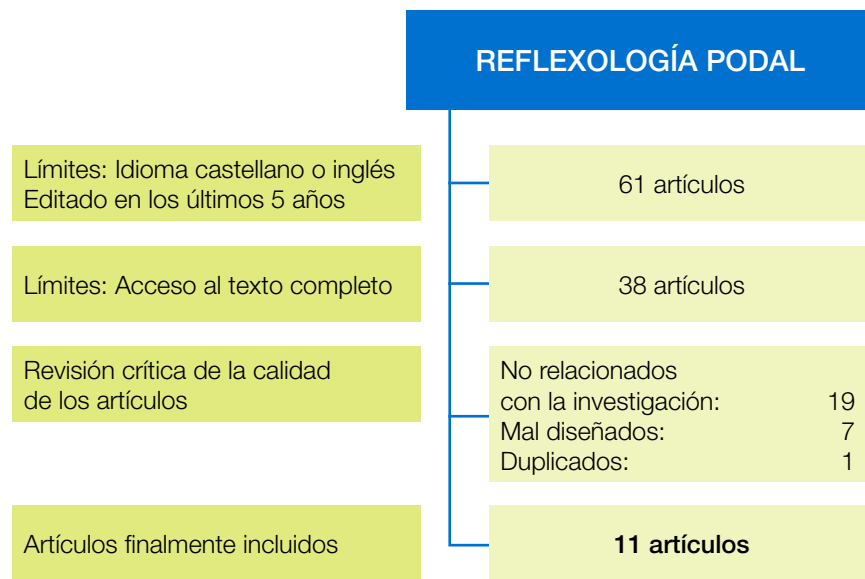 REFLEXOLOGÍA PODAL
Límites: Idioma castellano o inglés
Editado en los últimos 5 años
61 artículos
Límites: Acceso al texto completo
38 artículos
Revisión crítica de la calidad
de los artículos
No relacionados
con la investigación: 19
Mal diseñados: 7
Duplicados: 1
Artículos finalmente incluidos
11 artículos